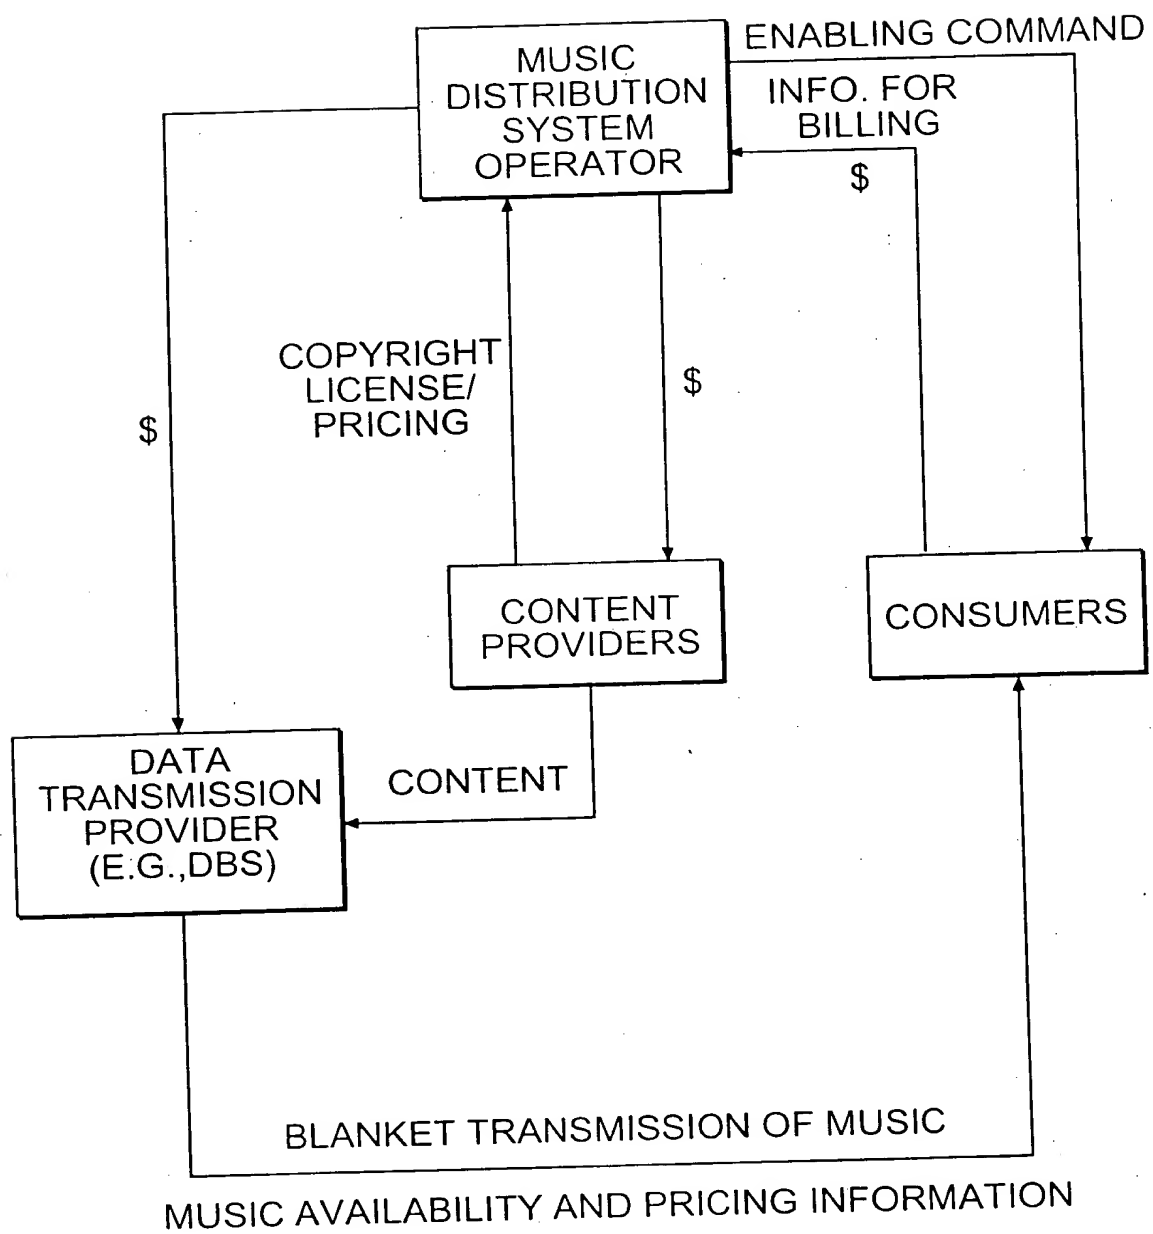 MUSIC
DISTRIBUTION
SYSTEM
OPERATOR
ENABLING COMMAND
INFO. FOR
BILLING
$
COPYRIGHT
LICENSE/
PRICING
$
$
CONTENT
PROVIDERS
CONSUMERS
DATA
TRANSMISSION
PROVIDER
(E.G.,DBS)
CONTENT
BLANKET TRANSMISSION OF MUSIC
MUSIC AVAILABILITY AND PRICING INFORMATION